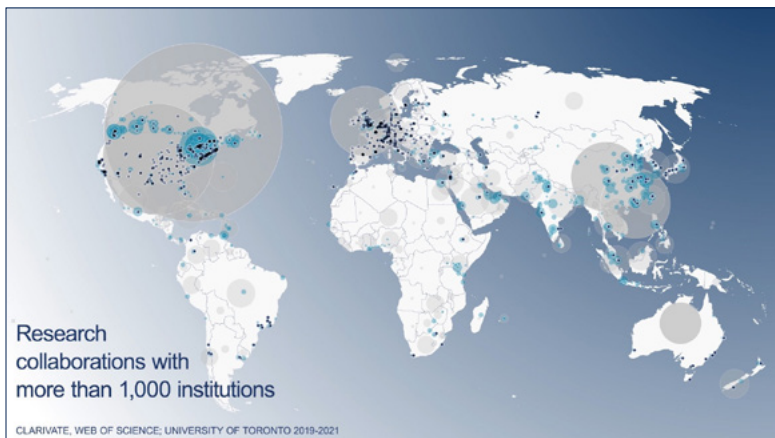 Research
collaborations with
more than 1,000 institutions
CLARIVATE, WEB OF SCIENCE; UNIVERSITY OF TORONTO 2019-2021